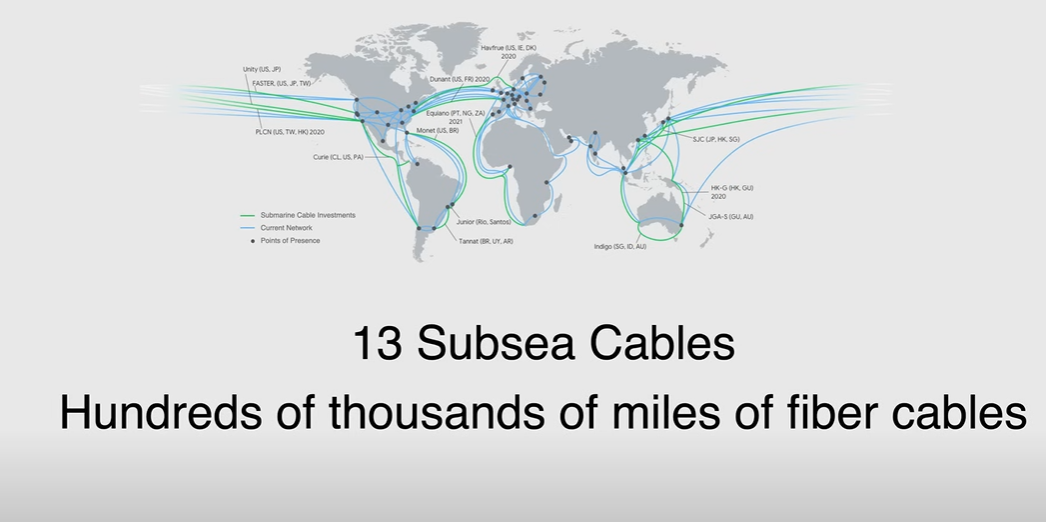 Havfrue (US, IE, DK)
2020
Unity (US, JP)
FASTER, (US, JP, TW)
Dunant (US, FR) 2020
Equiano (PT, NG, ZA)
2021
PLCN (US, TW, HK) 2020
Monet (US, BR)
SJC (JP, HK, SG)
Curie (CL, US, PA)
HK-G (HK, GU)
2020
Submarine Cable Investments
JGA-S (GU, AU)
Current Network
Junior (Rio, Santos)
Points of Presence
Tannat (BR, UY, AR)
Indigo (SG, ID, AU)
13 Subsea Cables
Hundreds of thousands of miles of fiber cables